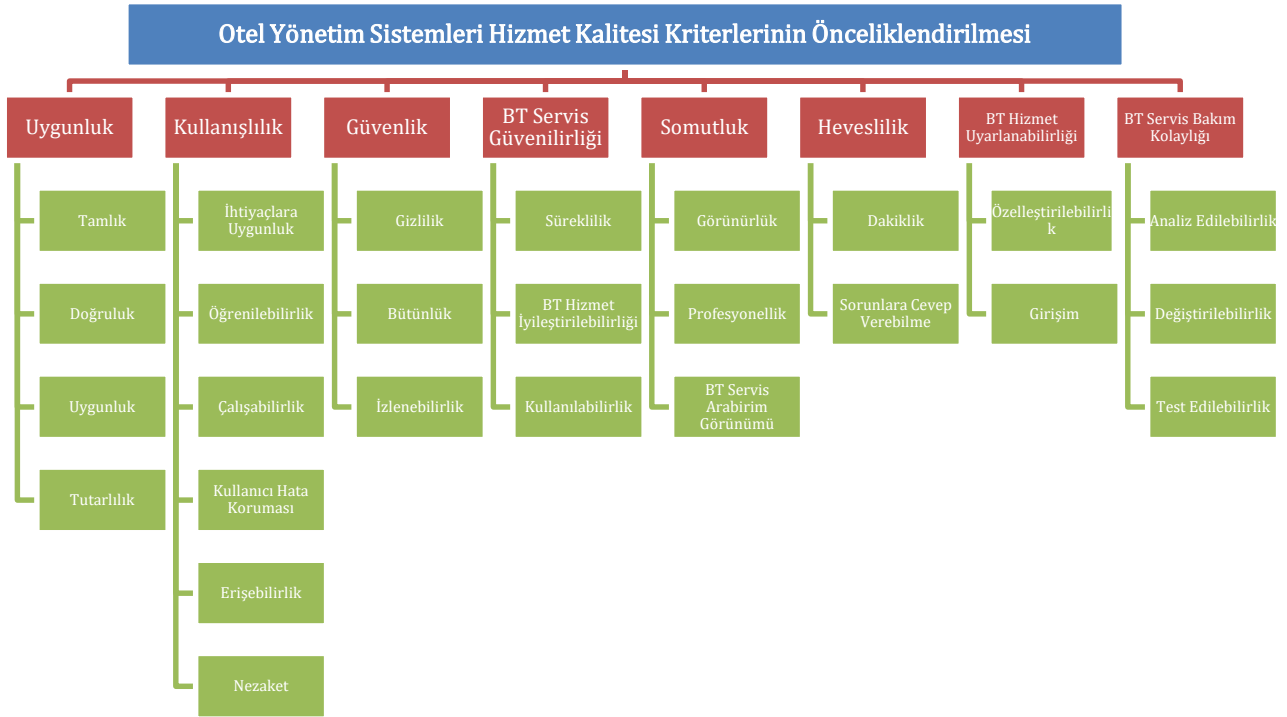 Otel Yönetim Sistemleri Hizmet Kalitesi Kriterlerinin Önceliklendirilmesi
Uygunluk
Tamlık
Doğruluk
Uygunluk
Tutarlılık
Kullanışlılık
İhtiyaçlara
Uygunluk
Öğrenilebilirlik
Çalışabilirlik
Kullanıcı Hata
Koruması
Erişebilirlik
Nezaket
Güvenlik
Gizlilik
Bütünlük
İzlenebilirlik
BT Servis
Güvenilirliği
Süreklilik
BT Hizmet
İyileştirilebilirliği
Kullanılabilirlik
Somutluk
Görünürlük
Profesyonellik
BT Servis
Arabirim
Görünümü
Heveslilik
Dakiklik
Sorunlara Cevep
Verebilme
BT Hizmet
Uyarlanabilirliği
Özelleştirilebilirli
k
Girişim
BT Servis Bakım
Kolaylığı
Analiz Edilebilirlik
Değiştirilebilirlik
Test Edilebilirlik